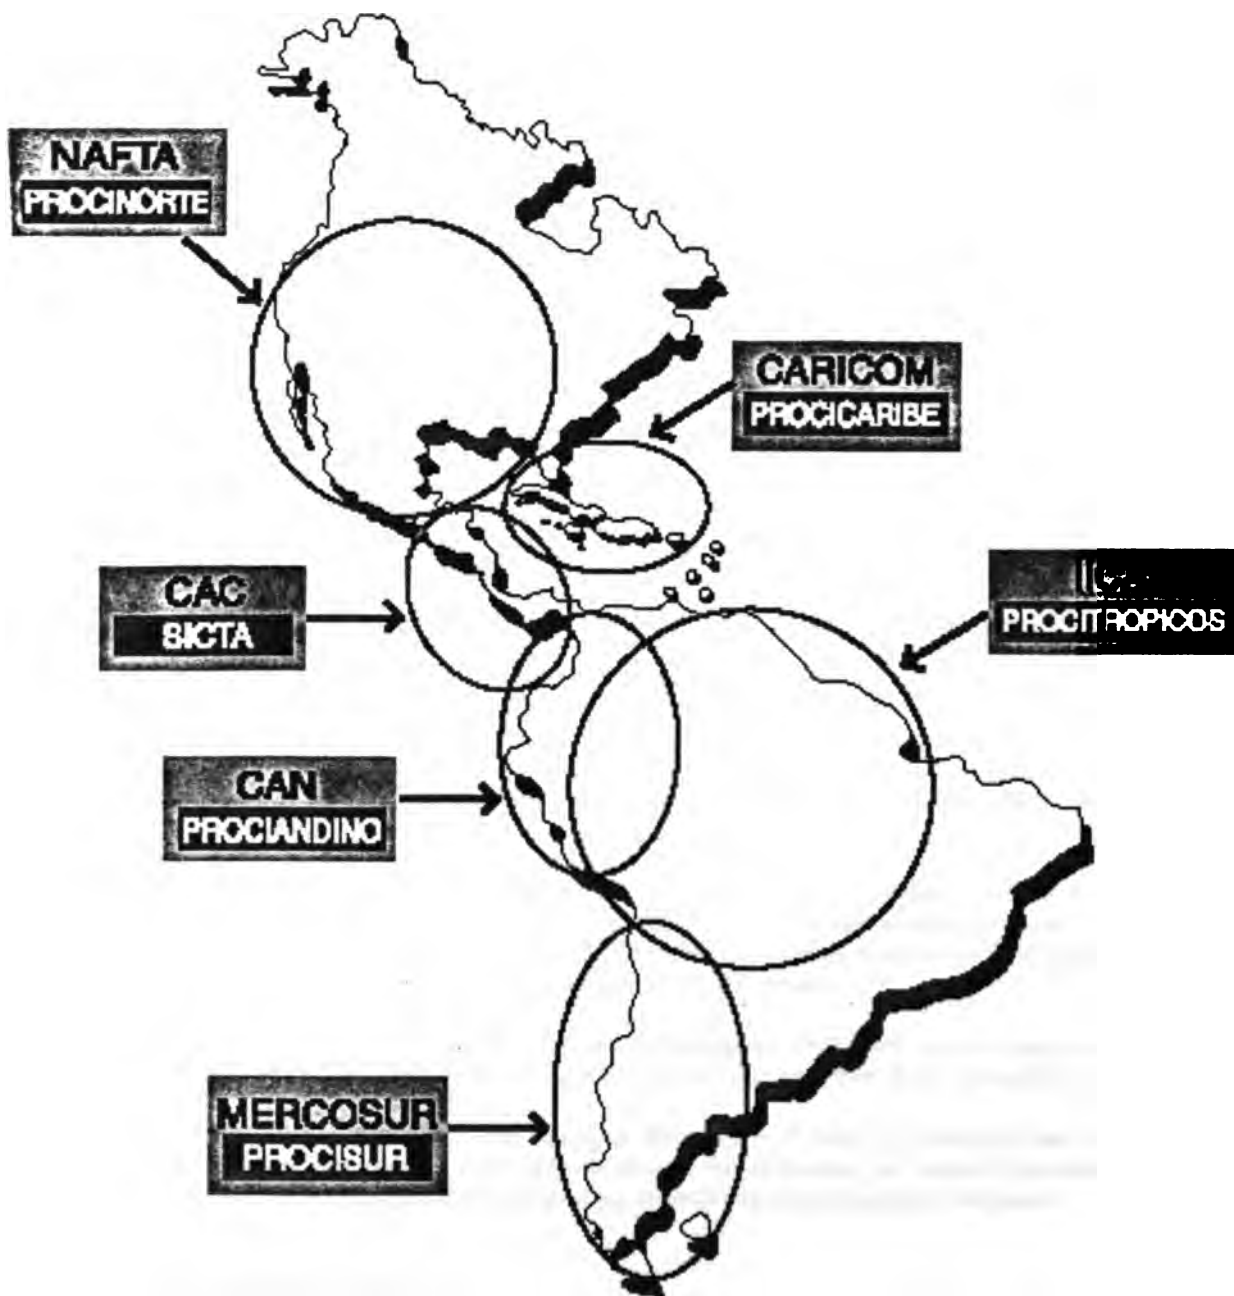 NAFTA
PROCINORTE
CARICOM
PROCICARIBE
CAC
SICTA
PROCITROPICOS
CAN
PROCIANDINO
MERCOSUR
PROCISUR